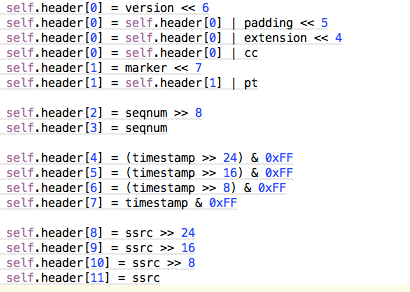 self.header[0] = version << 6
self.header[0] = self.header[0] | padding << 5
self.header[0] = self.header[0] | extension << 4
self.header[0] = self.header[0] | cc
self.header[1] = marker << 7
self.header[1] = self.header[1] | pt
self.header[2] = seqnum >> 8
self.header[3] = seqnum
self.header[4] = (timestamp >> 24) & 0xFF
self.header[5] = (timestamp >> 16) & 0xFF
self.header[6] = (timestamp >> 8) & 0xFF
self.header[7] = timestamp & 0xFF
self.header[8] = ssrc >> 24
self.header[9] = ssrc >> 16
self.header[10] = ssrc >> 8
self.header[11] = ssrc